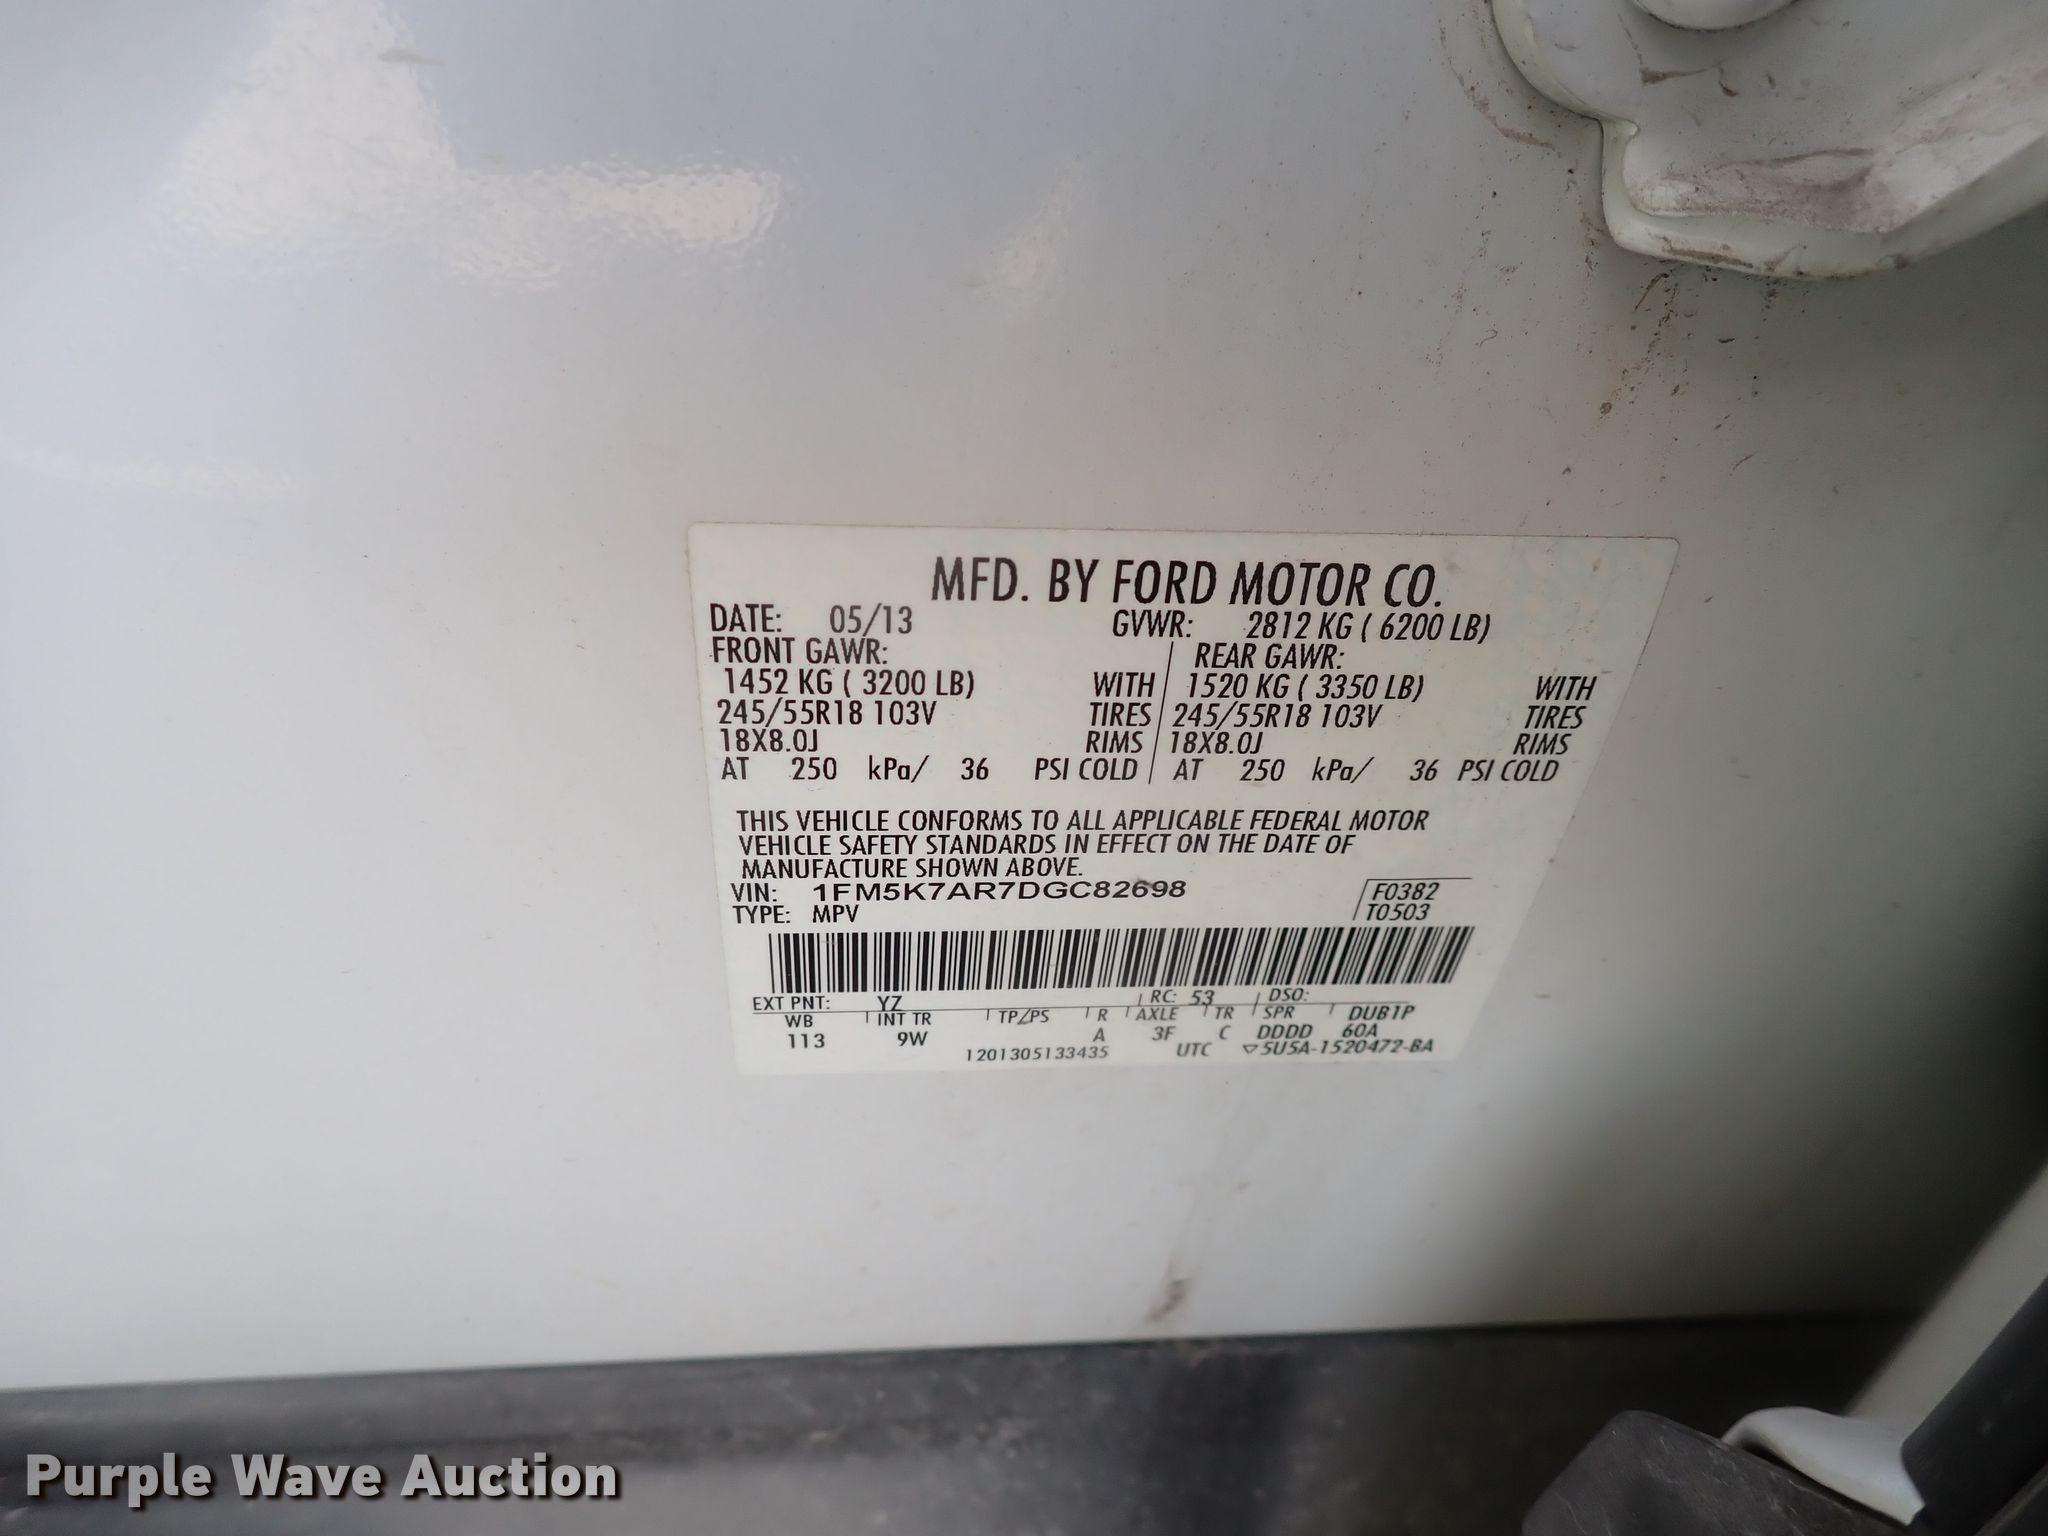 MFD. BY FORD MOTOR CO.
DATE: 05/13 GVWR: 2812 KG ( 6200 LB)
FRONT GAWR: REAR GAWR:
1452 KG ( 3200 LB) WITH 1520 KG ( 3350 LB) WITH
245/55R18 103V TIRES 245/55R18 103V TIRES
18X8.0J RIMS 18X8.0J RIMS
AT 250 kPa/ 36 PSI COLD AT 250 kPa/ 36 PSI COLD
THIS VEHICLE CONFORMS TO ALL APPLICABLE FEDERAL MOTOR
VEHICLE SAFETY STANDARDS IN EFFECT ON THE DATE OF
MANUFACTURE SHOWN ABOVE.
VIN: 1FM5K7AR7DGC82698 F0382
TYPE: MPV T0503
EXT PNT: YZ RC: 53 DSO:
WB INT TR TP/PS R AXLE TR SPR DUB1P
113 9W A 3F C DDDD 60A
1201305133435 UTC ▽5U5A-1520472-BA
Purple Wave Auction